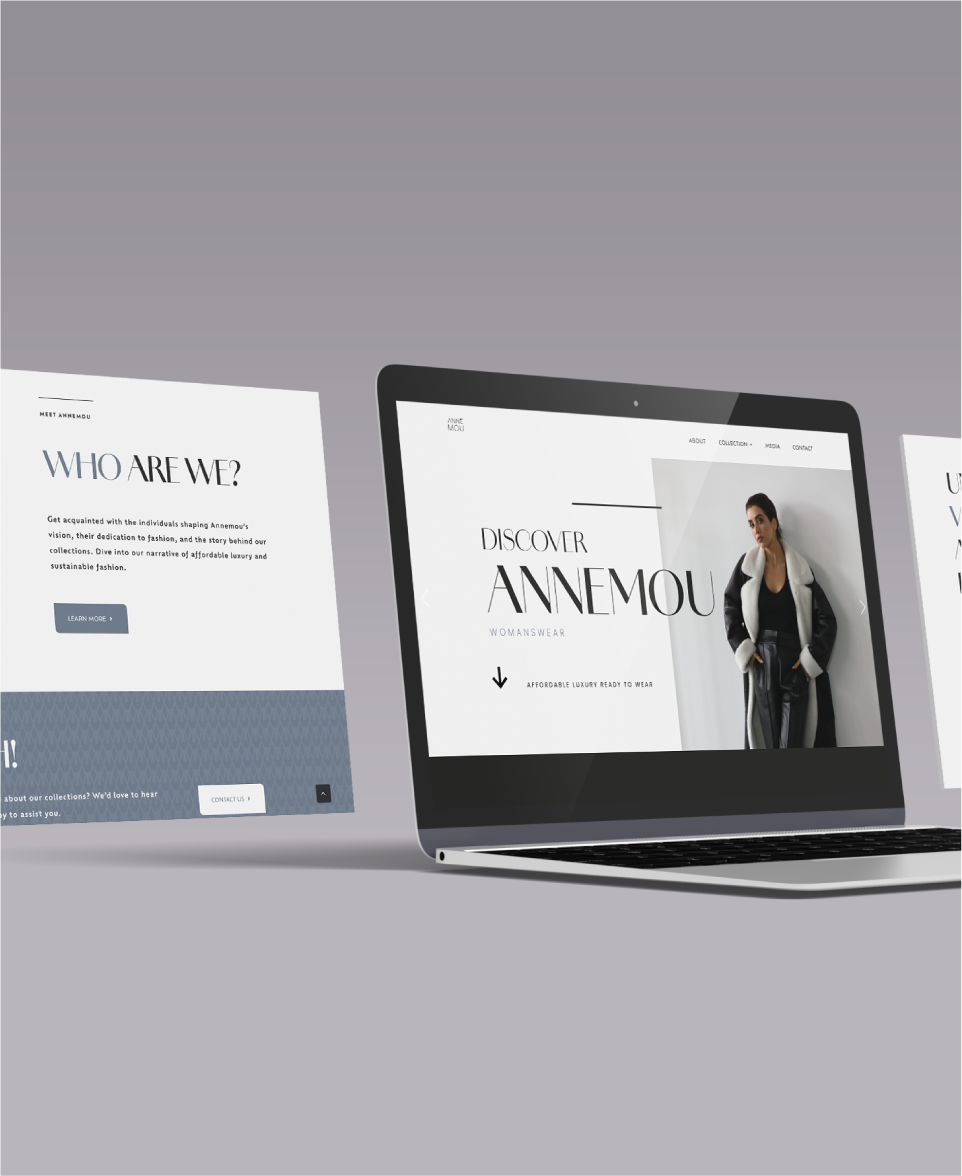 MEET ANNEMOU
WHO ARE WE?
Get acquainted with the individuals shaping Annemou's
vision, their dedication to fashion, and the story behind our
collections. Dive into our narrative of affordable luxury and
sustainable fashion.
LEARN MORE ›
H!
about our collections? We'd love to hear
to assist you.
CONTACT US ›
ANNE
MOU
ABOUT COLLECTION MEDIA CONTACT
DISCOVER
ANNEMOU
WOMANSWEAR
AFFORDABLE LUXURY READY TO WEAR